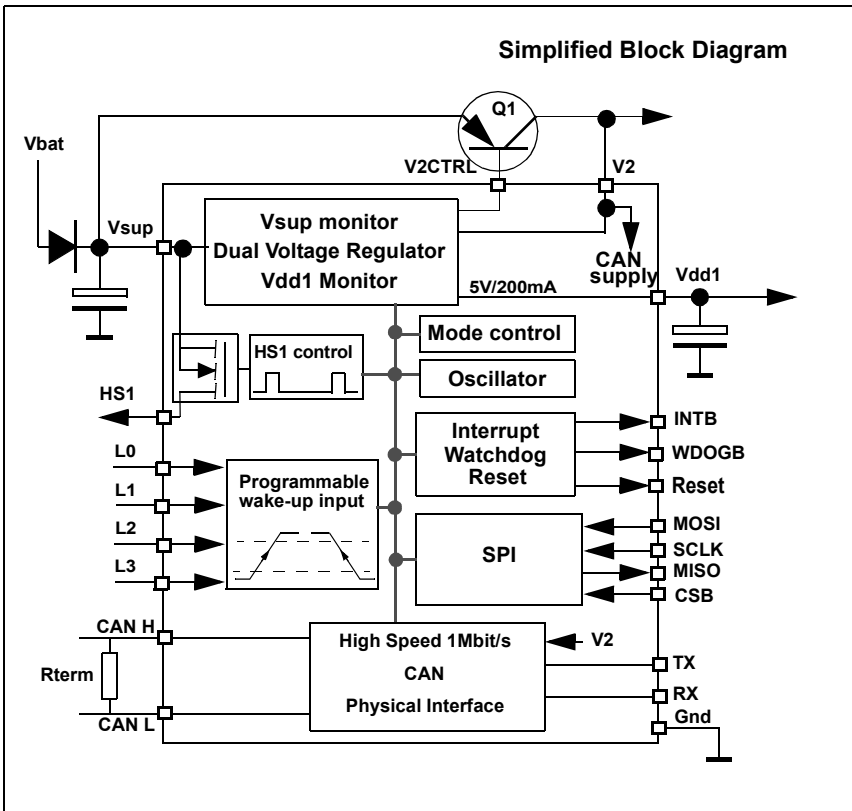 Simplified Block Diagram
Q1
Vbat
V2CTRL
V2
Vsup
Vsup monitor
Dual Voltage Regulator
Vdd1 Monitor
CAN
supply
Vdd1
5V/200mA
Mode control
HS1 control
Oscillator
HS1
INTB
Interrupt
Watchdog
Reset
WDOGB
Reset
L0
L1
L2
L3
Programmable
wake-up input
MOSI
SPI
SCLK
MISO
CSB
CAN H
High Speed 1Mbit/s
CAN
Physical Interface
V2
TX
Rterm
RX
CAN L
Gnd